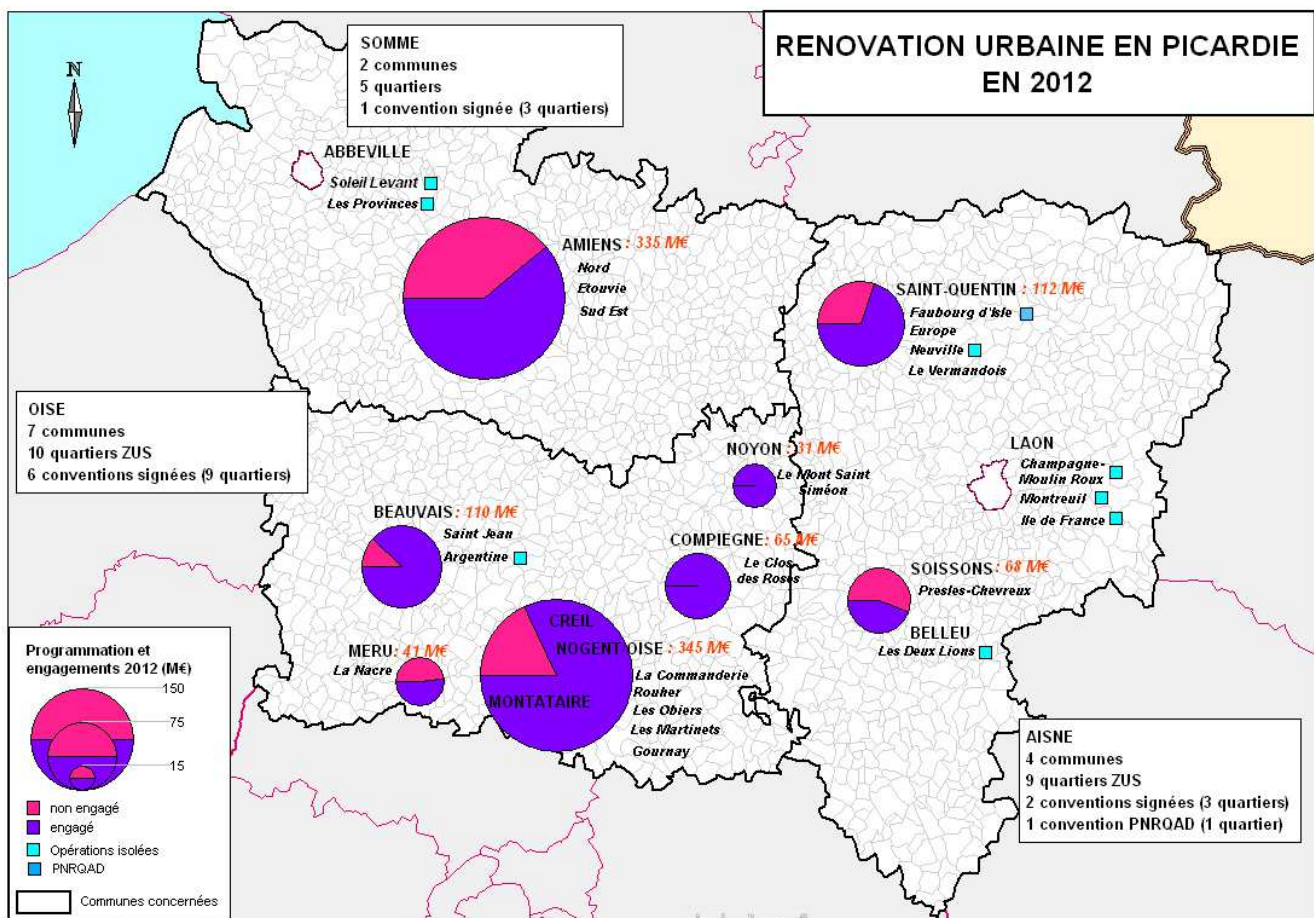 RENOVATION URBAINE EN PICARDIE
EN 2012
N
SOMME
2 communes
5 quartiers
1 convention signée (3 quartiers)
ABBEVILLE
Soleil Levant
Les Provinces
AMIENS : 335 M€
Nord
Etouvie
Sud Est
SAINT-QUENTIN : 112 M€
Faubourg d'Isle
Europe
Neuville
Le Vermandois
OISE
7 communes
10 quartiers ZUS
6 conventions signées (9 quartiers)
NOYON : 31 M€
Le Mont Saint
Siméon
LAON
Champagne-
Moulin Roux
Montreuil
Ile de France
BEAUVAIS : 110 M€
Saint Jean
Argentine
COMPIEGNE : 65 M€
Le Clos
des Roses
SOISSONS : 68 M€
Presles-Chevreux
BELLEU
Les Deux Lions
MERU : 41 M€
La Nacre
CREIL
NOGENT OISE : 345 M€
MONTATAIRE
La Commanderie
Rouher
Les Obiers
Les Martinets
Gournay
Programmation et
engagements 2012 (M€)
150
75
15
non engagé
engagé
Opérations isolées
PNRQAD
Communes concernées
AISNE
4 communes
9 quartiers ZUS
2 conventions signées (3 quartiers)
1 convention PNRQAD (1 quartier)